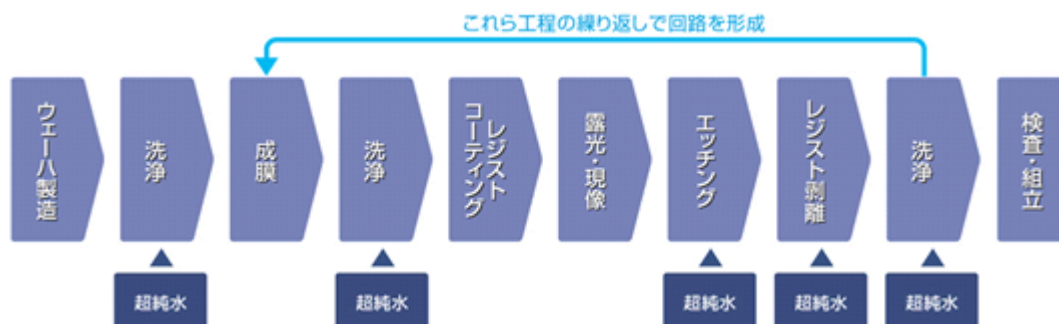 これら工程の繰り返しで回路を形成
ウェーハ製造
洗浄
成膜
洗浄
レジスト
コーティング
露光・現像
エッチング
レジスト剥離
洗浄
検査・組立
超純水
超純水
超純水
超純水
超純水